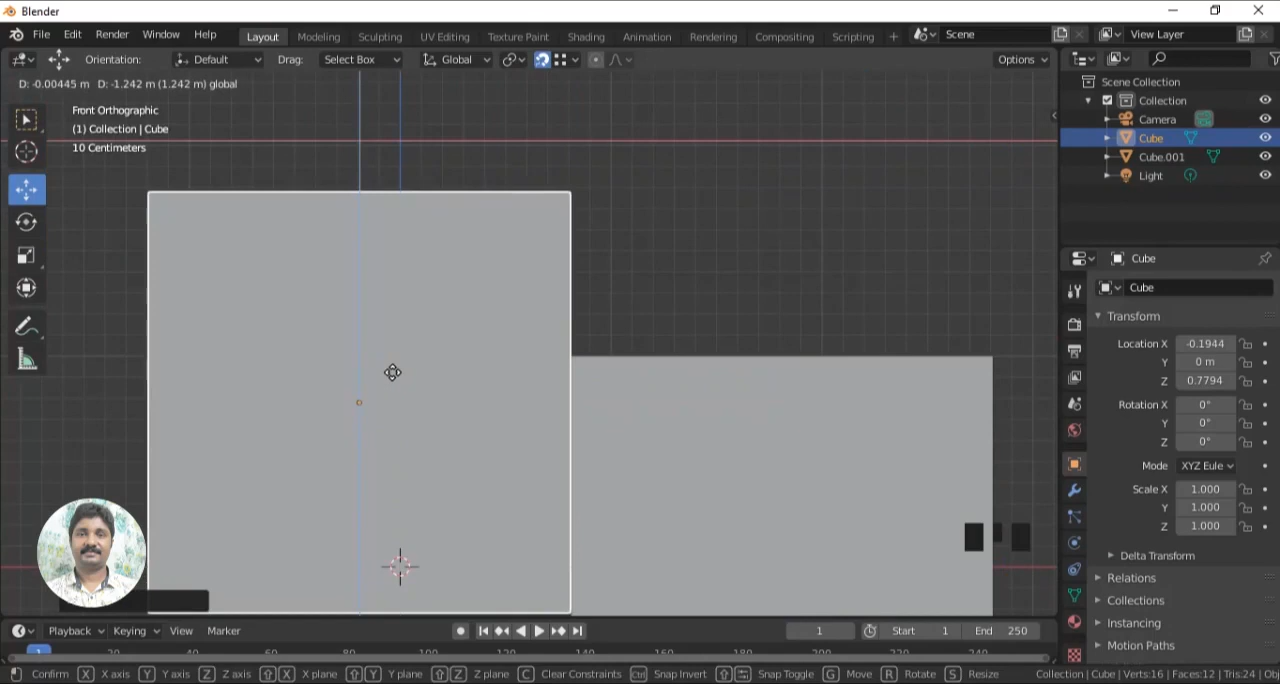 Blender
File Edit Render Window Help Layout Modeling Sculpting UV Editing Texture Paint Shading Animation Rendering Compositing Scripting + Scene View Layer
Orientation: Default Drag: Select Box Global Options
D: -0.00445 m D: -1.242 m (1.242 m) global
Front Orthographic
(1) Collection | Cube
10 Centimeters
Scene Collection
Collection
Camera
Cube
Cube.001
Light
Cube
Cube
Transform
Location X -0.1944
Y 0 m
Z 0.7794
Rotation X 0°
Y 0°
Z 0°
Mode XYZ Eule
Scale X 1.000
Y 1.000
Z 1.000
Delta Transform
Relations
Collections
Instancing
Motion Paths
Playback Keying View Marker 1 Start 1 End 250
1
Confirm X X axis Y Y axis Z Z axis X X plane Y Y plane Z Z plane C Clear Constraints Ctrl Snap Invert Snap Toggle G Move R Rotate S Resize Collection | Cube | Verts:16 | Faces:12 | Tris:24 | Ob